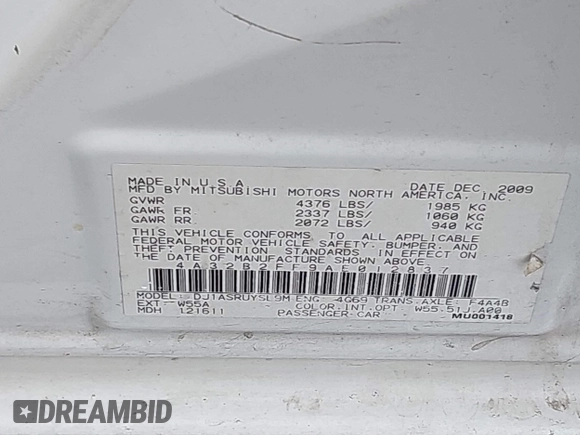 MADE IN U.S.A. DATE DEC. 2009
MFD BY MITSUBISHI MOTORS NORTH AMERICA, INC.
GVWR 4376 LBS/ 1985 KG
GAWR FR. 2337 LBS/ 1060 KG
GAWR RR. 2072 LBS/ 940 KG
THIS VEHICLE CONFORMS TO ALL APPLICABLE
FEDERAL MOTOR VEHICLE SAFETY, BUMPER, AND
THEFT PREVENTION STANDARDS IN EFFECT ON
THE DATE OF MANUFACTURE SHOWN ABOVE.
4A32B2FF9AE012837
MODEL DJ1ASRUYSL9M ENG 4G69 TRANS.AXLE F4A4B
EXT W55A COLOR.INT.OPT W55.51J.A00
MDH 121611 PASSENGER CAR MU001418
DREAMBID